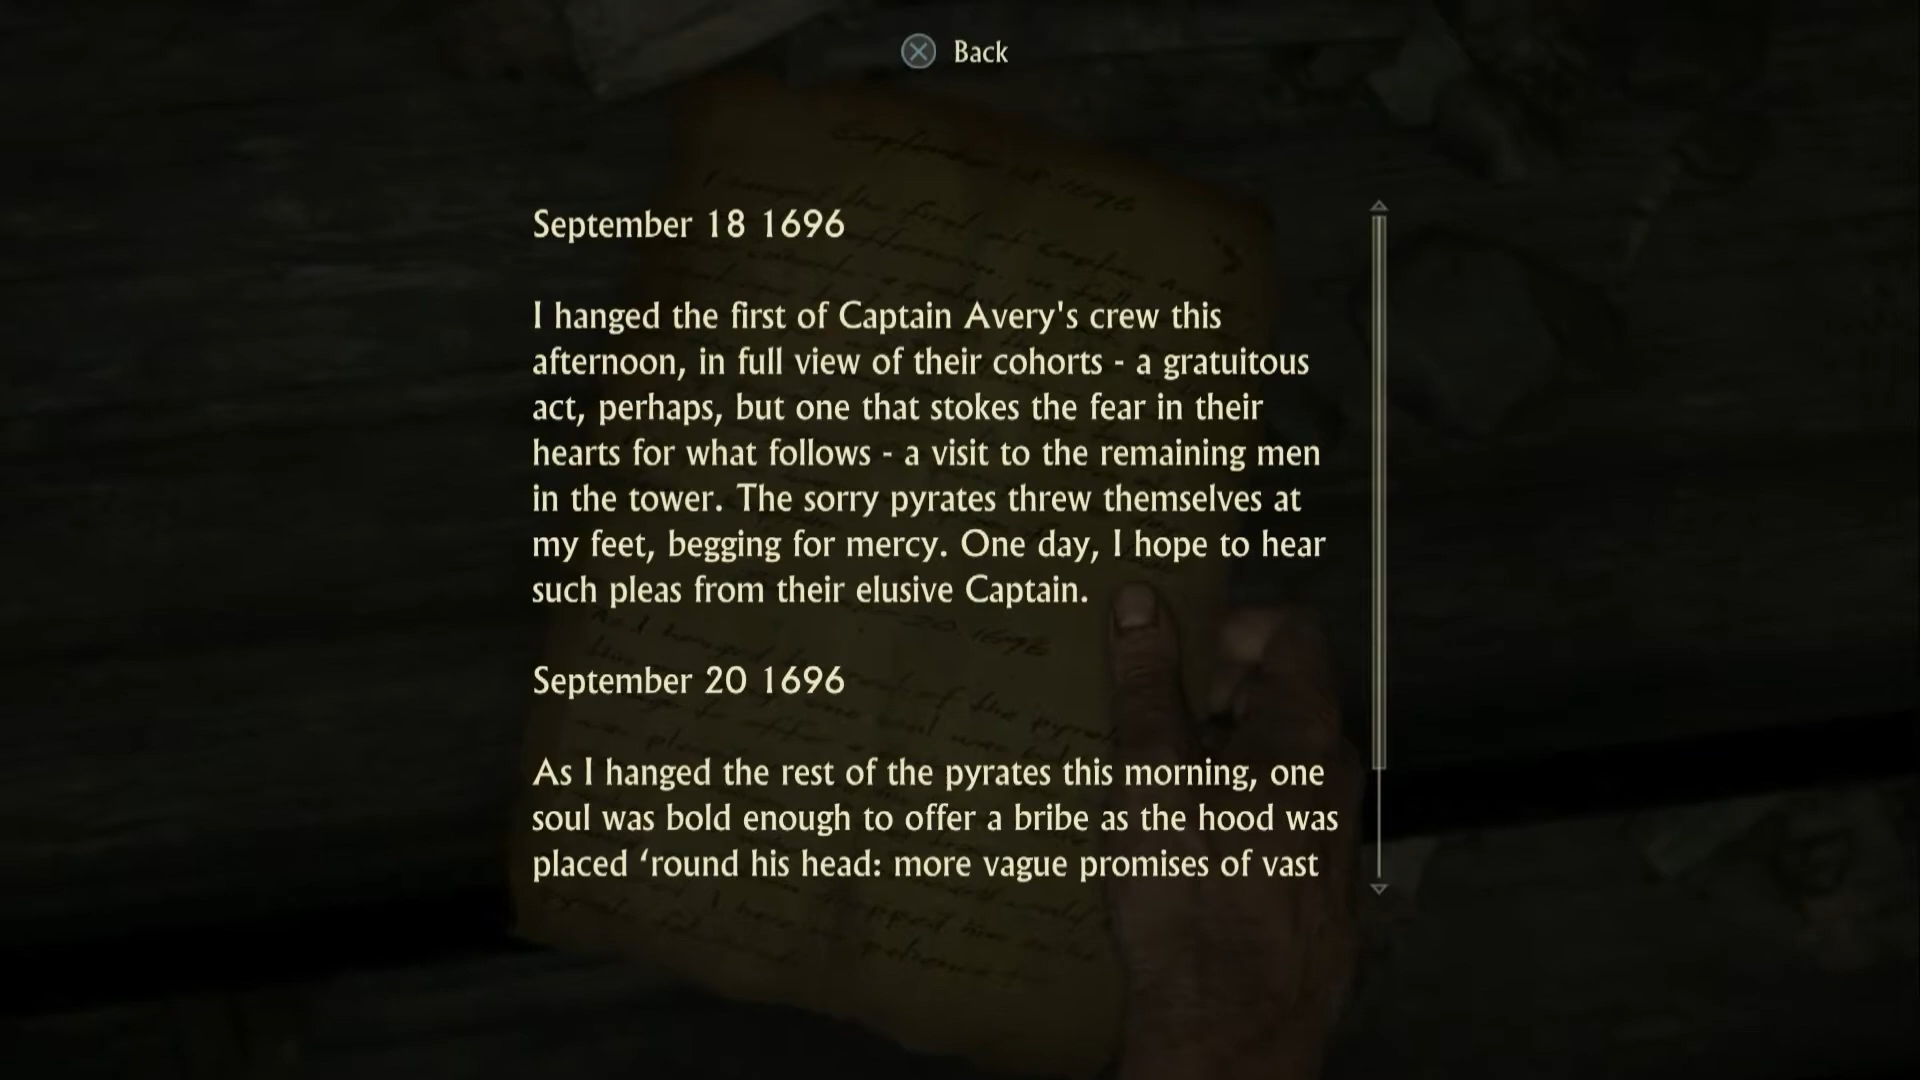 Back
September 18 1696
I hanged the first of Captain Avery's crew this
afternoon, in full view of their cohorts - a gratuitous
act, perhaps, but one that stokes the fear in their
hearts for what follows - a visit to the remaining men
in the tower. The sorry pyrates threw themselves at
my feet, begging for mercy. One day, I hope to hear
such pleas from their elusive Captain.
September 20 1696
As I hanged the rest of the pyrates this morning, one
soul was bold enough to offer a bribe as the hood was
placed ‘round his head: more vague promises of vast